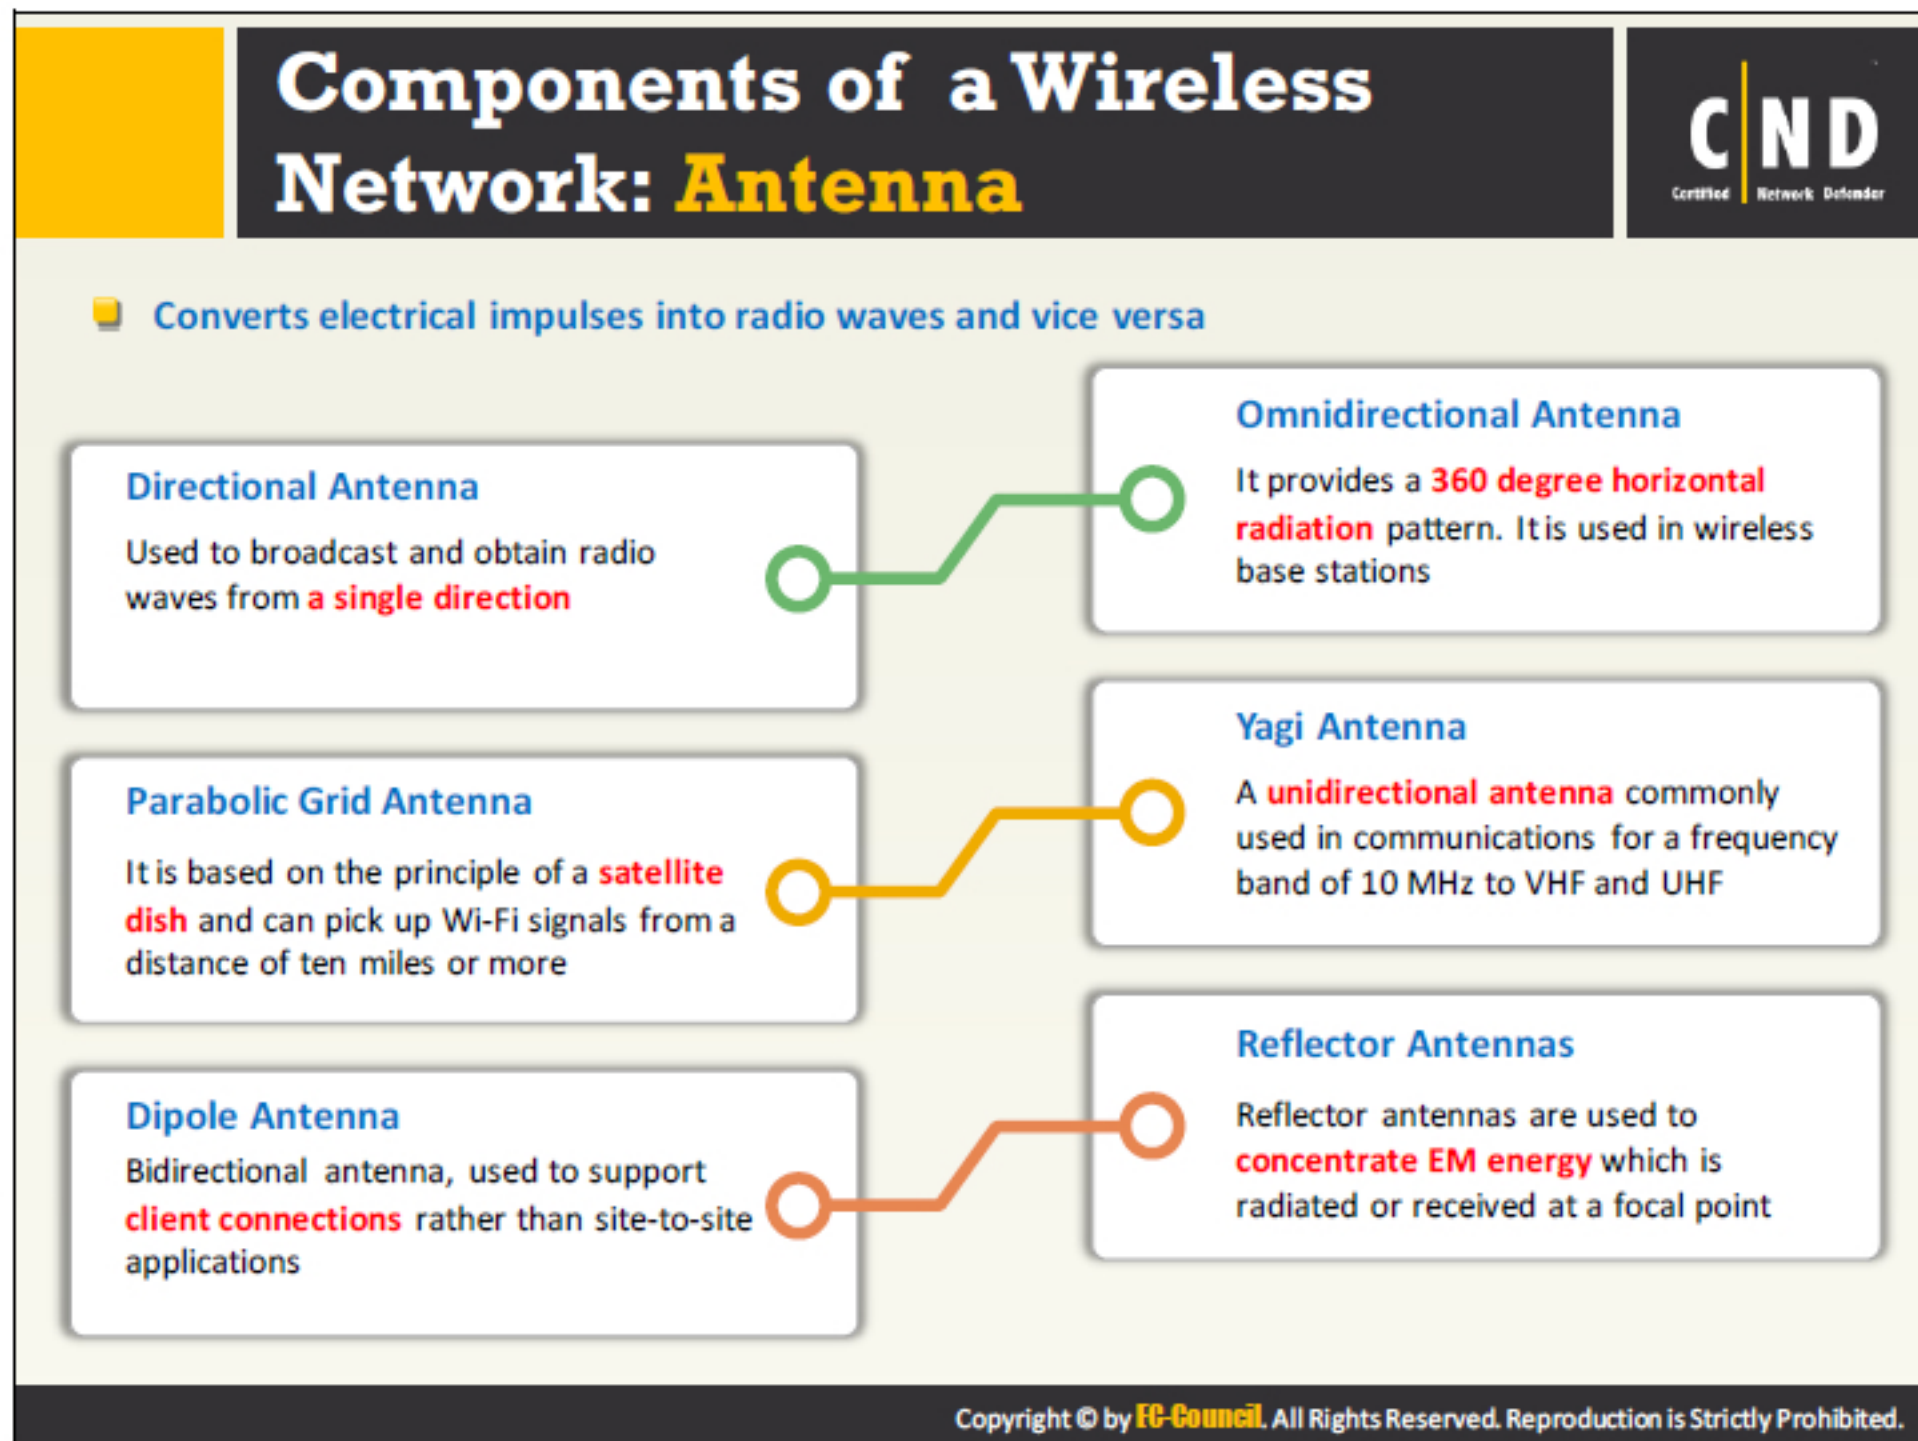 Components of a Wireless
Network: Antenna
C ND
Certified Network Defender
Converts electrical impulses into radio waves and vice versa
Directional Antenna
Used to broadcast and obtain radio
waves from a single direction
Omnidirectional Antenna
It provides a 360 degree horizontal
radiation pattern. It is used in wireless
base stations
Parabolic Grid Antenna
It is based on the principle of a satellite
dish and can pick up Wi-Fi signals from a
distance of ten miles or more
Yagi Antenna
A unidirectional antenna commonly
used in communications for a frequency
band of 10 MHz to VHF and UHF
Dipole Antenna
Bidirectional antenna, used to support
client connections rather than site-to-site
applications
Reflector Antennas
Reflector antennas are used to
concentrate EM energy which is
radiated or received at a focal point
Copyright © by EC-Council. All Rights Reserved. Reproduction is Strictly Prohibited.